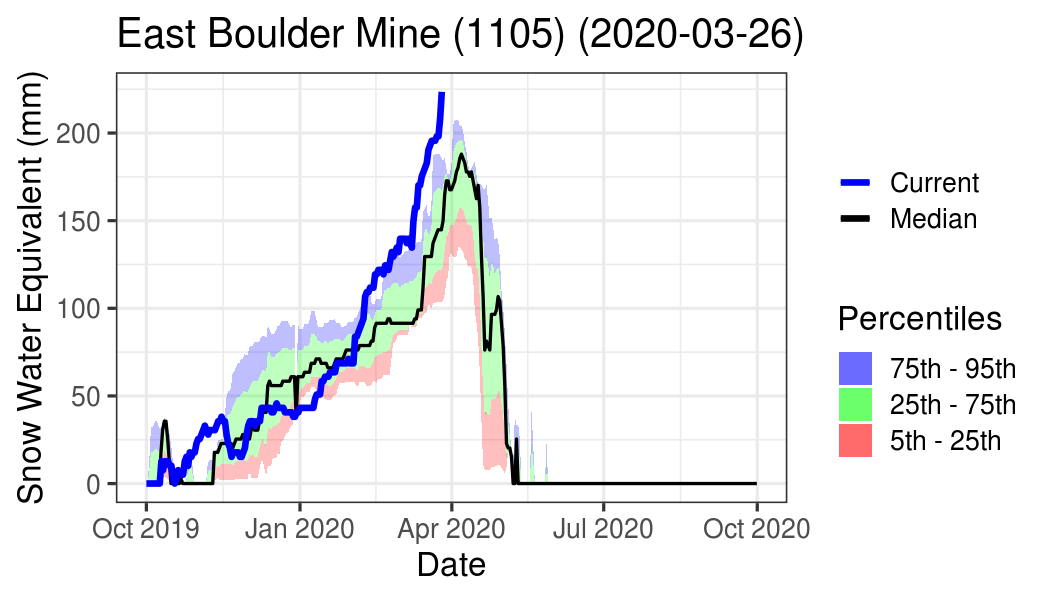 East Boulder Mine (1105) (2020-03-26)
Snow Water Equivalent (mm)
200
150
100
50
0
Oct 2019
Jan 2020
Apr 2020
Jul 2020
Oct 2020
Date
Current
Median
Percentiles
75th - 95th
25th - 75th
5th - 25th